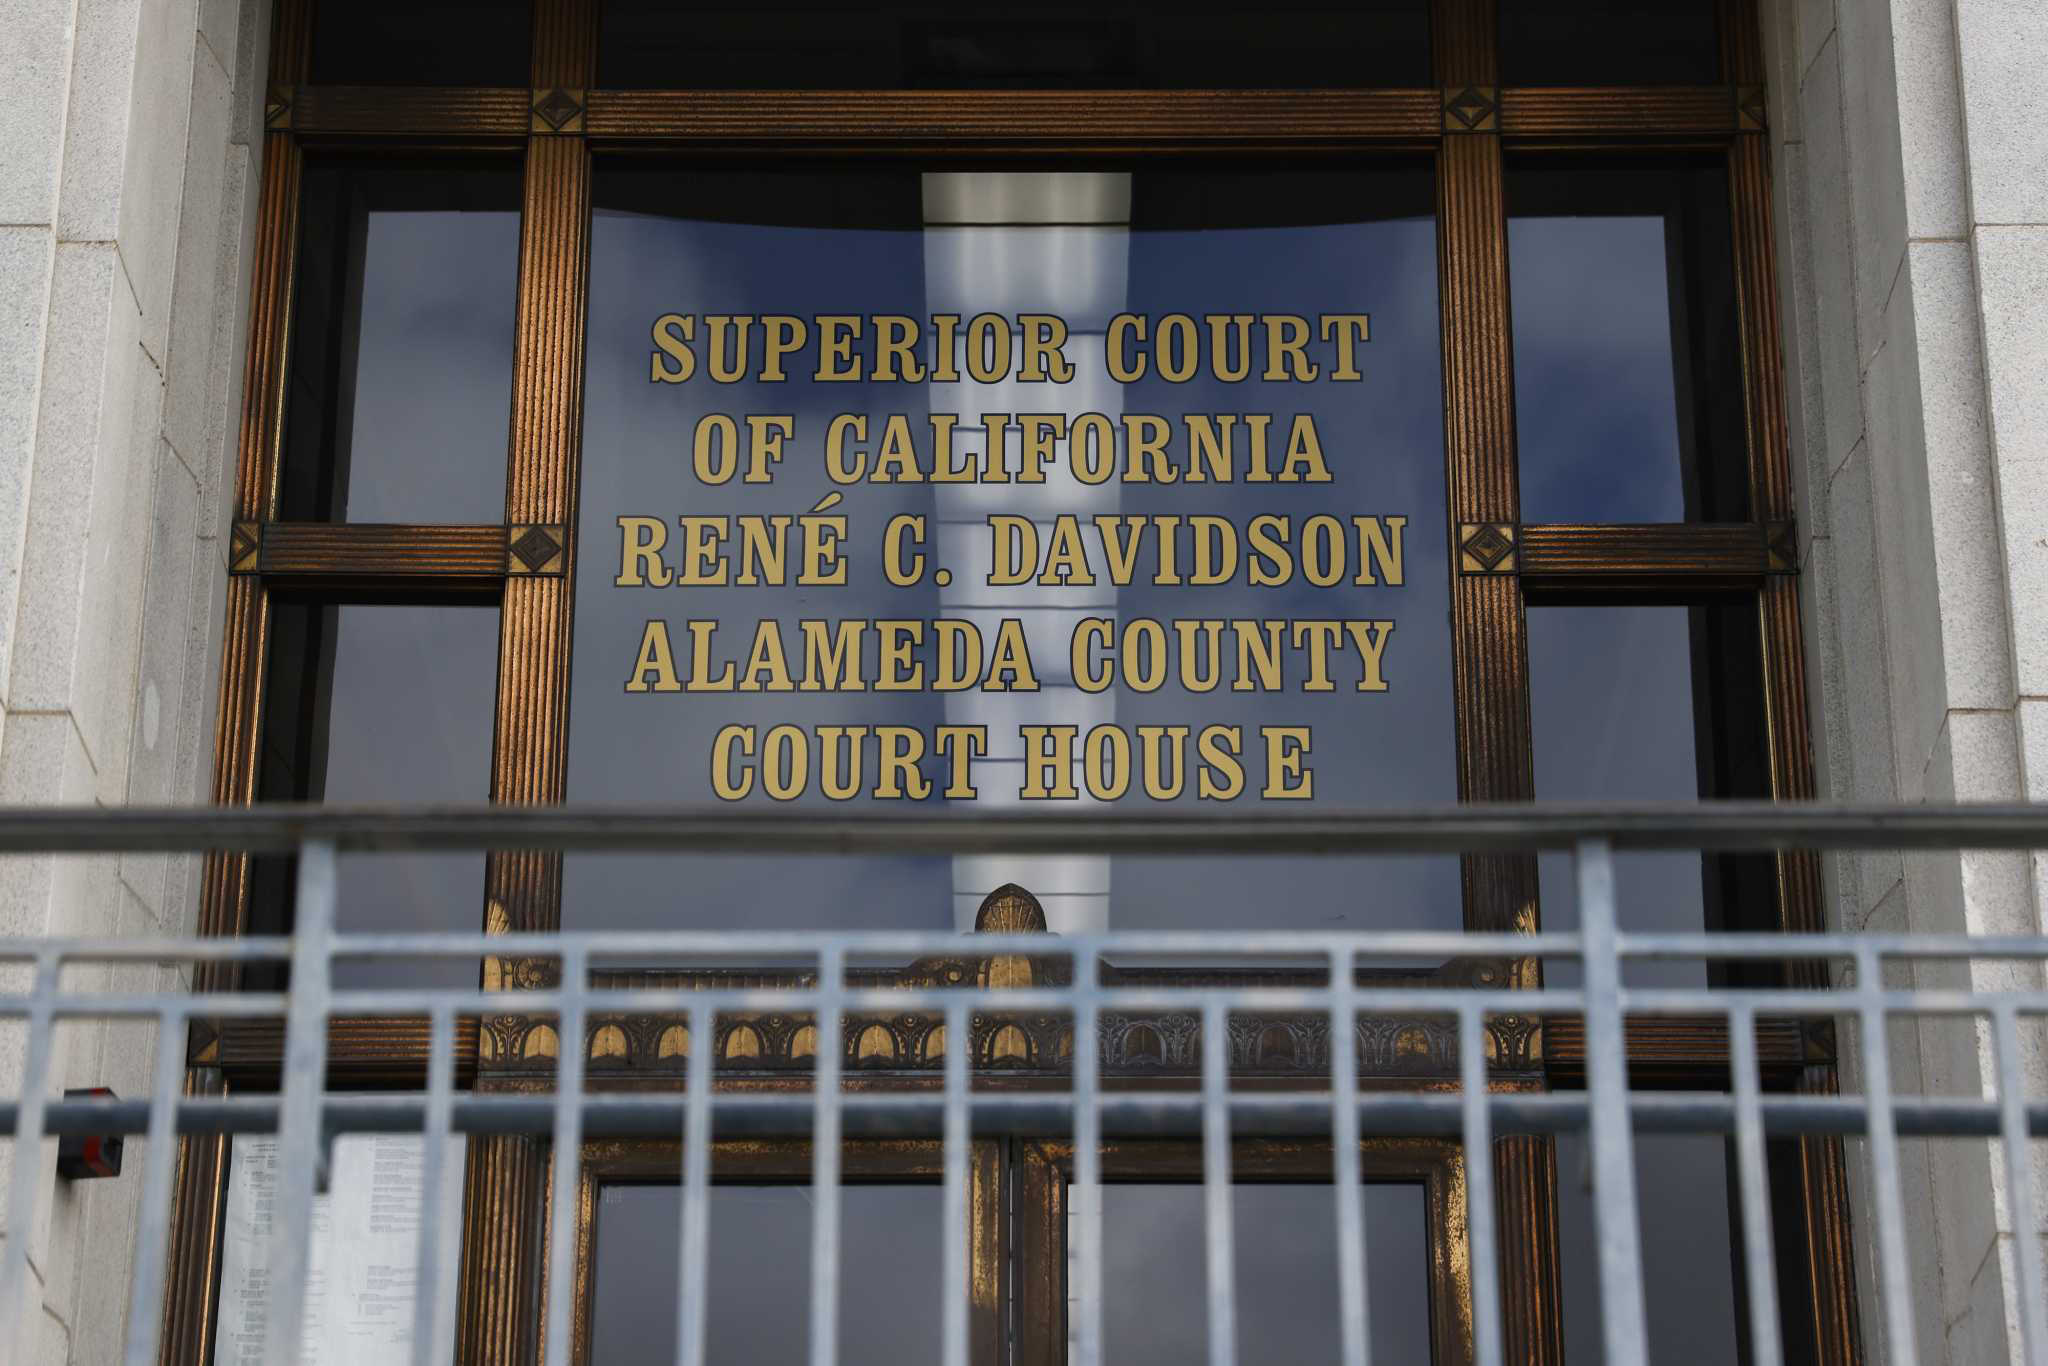 SUPERIOR COURT
OF CALIFORNIA
RENÉ C. DAVIDSON
ALAMEDA COUNTY
COURT HOUSE